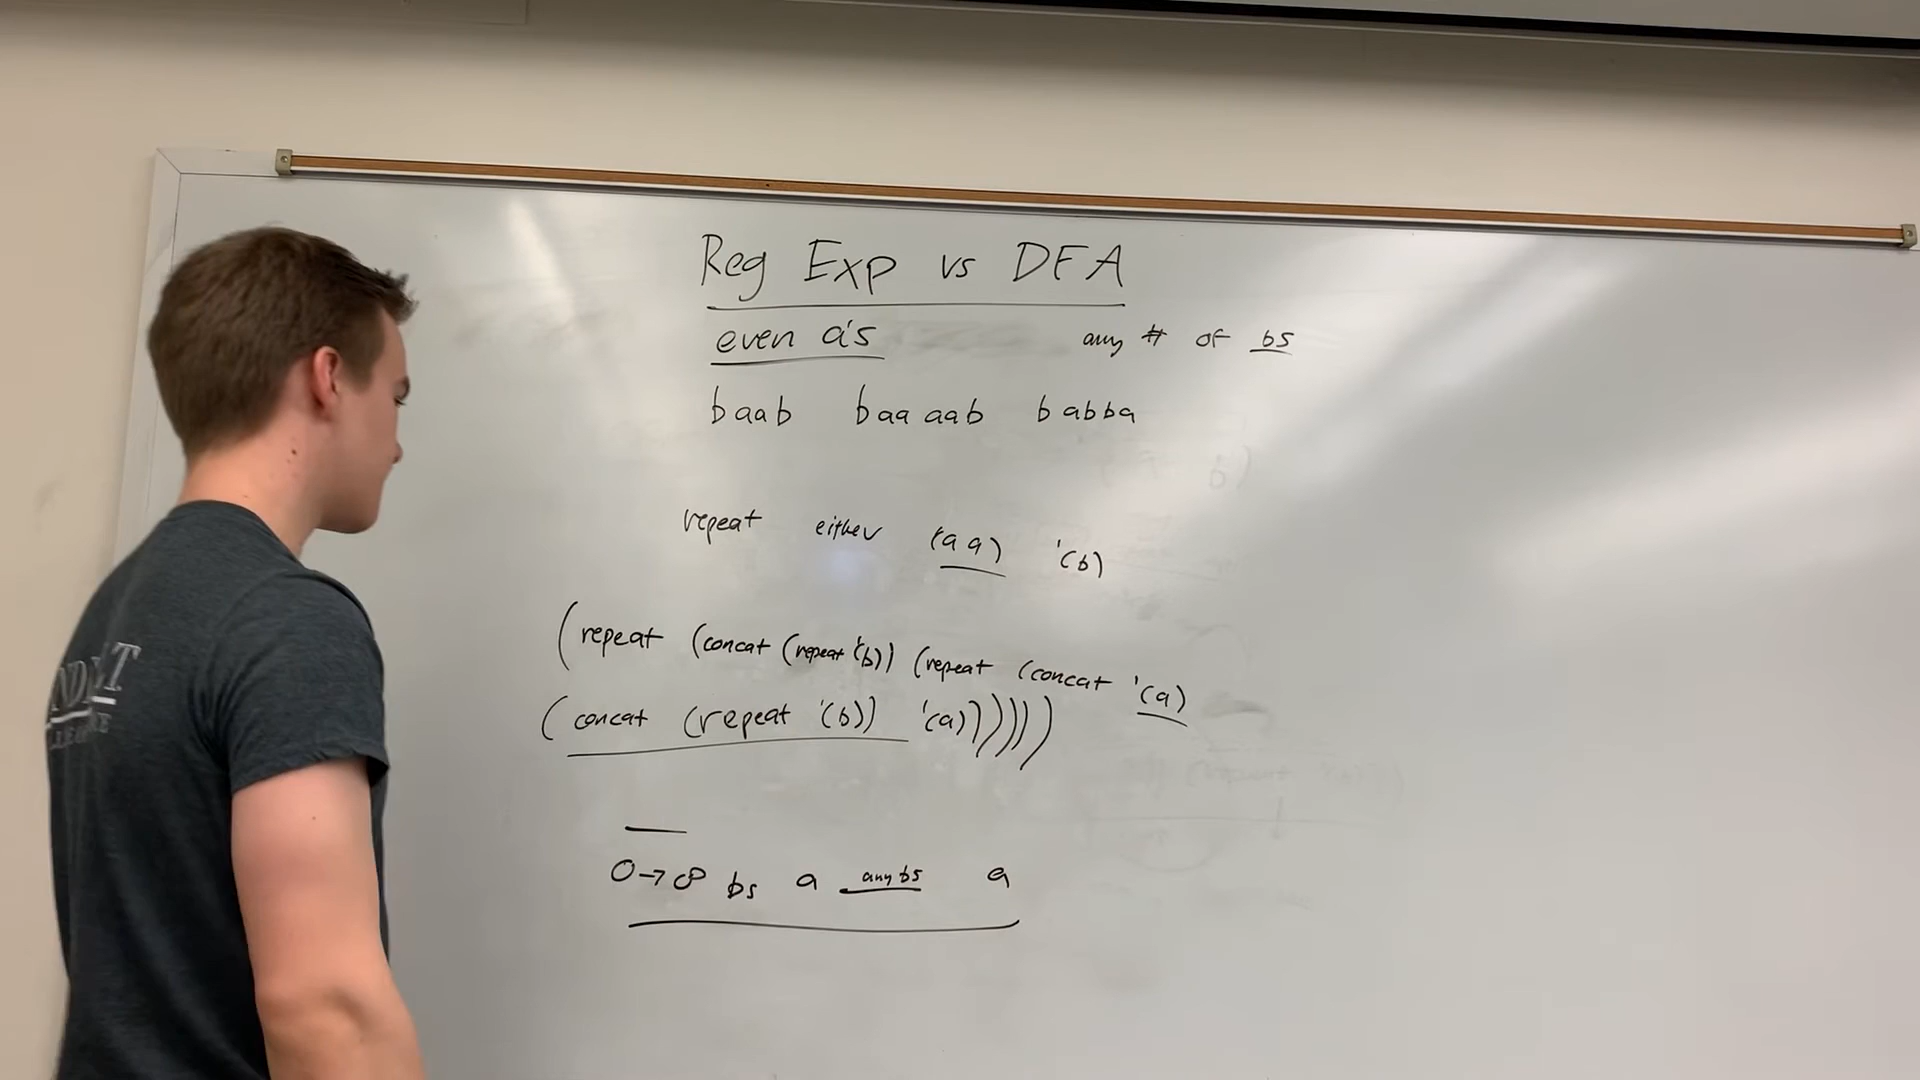 Reg Exp vs DFA
even a's any # of bs
baab baaaab babba
repeat either '(aa) '(b)
(repeat (concat (repeat '(b)) (repeat (concat '(a)
(concat (repeat '(b)) '(a))))))
0→∞ bs a any bs a